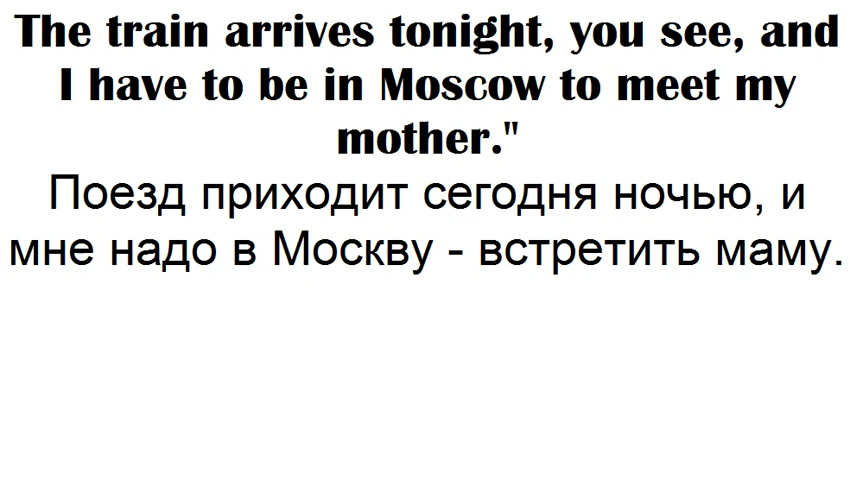 The train arrives tonight, you see, and
I have to be in Moscow to meet my
mother."
Поезд приходит сегодня ночью, и
мне надо в Москву - встретить маму.